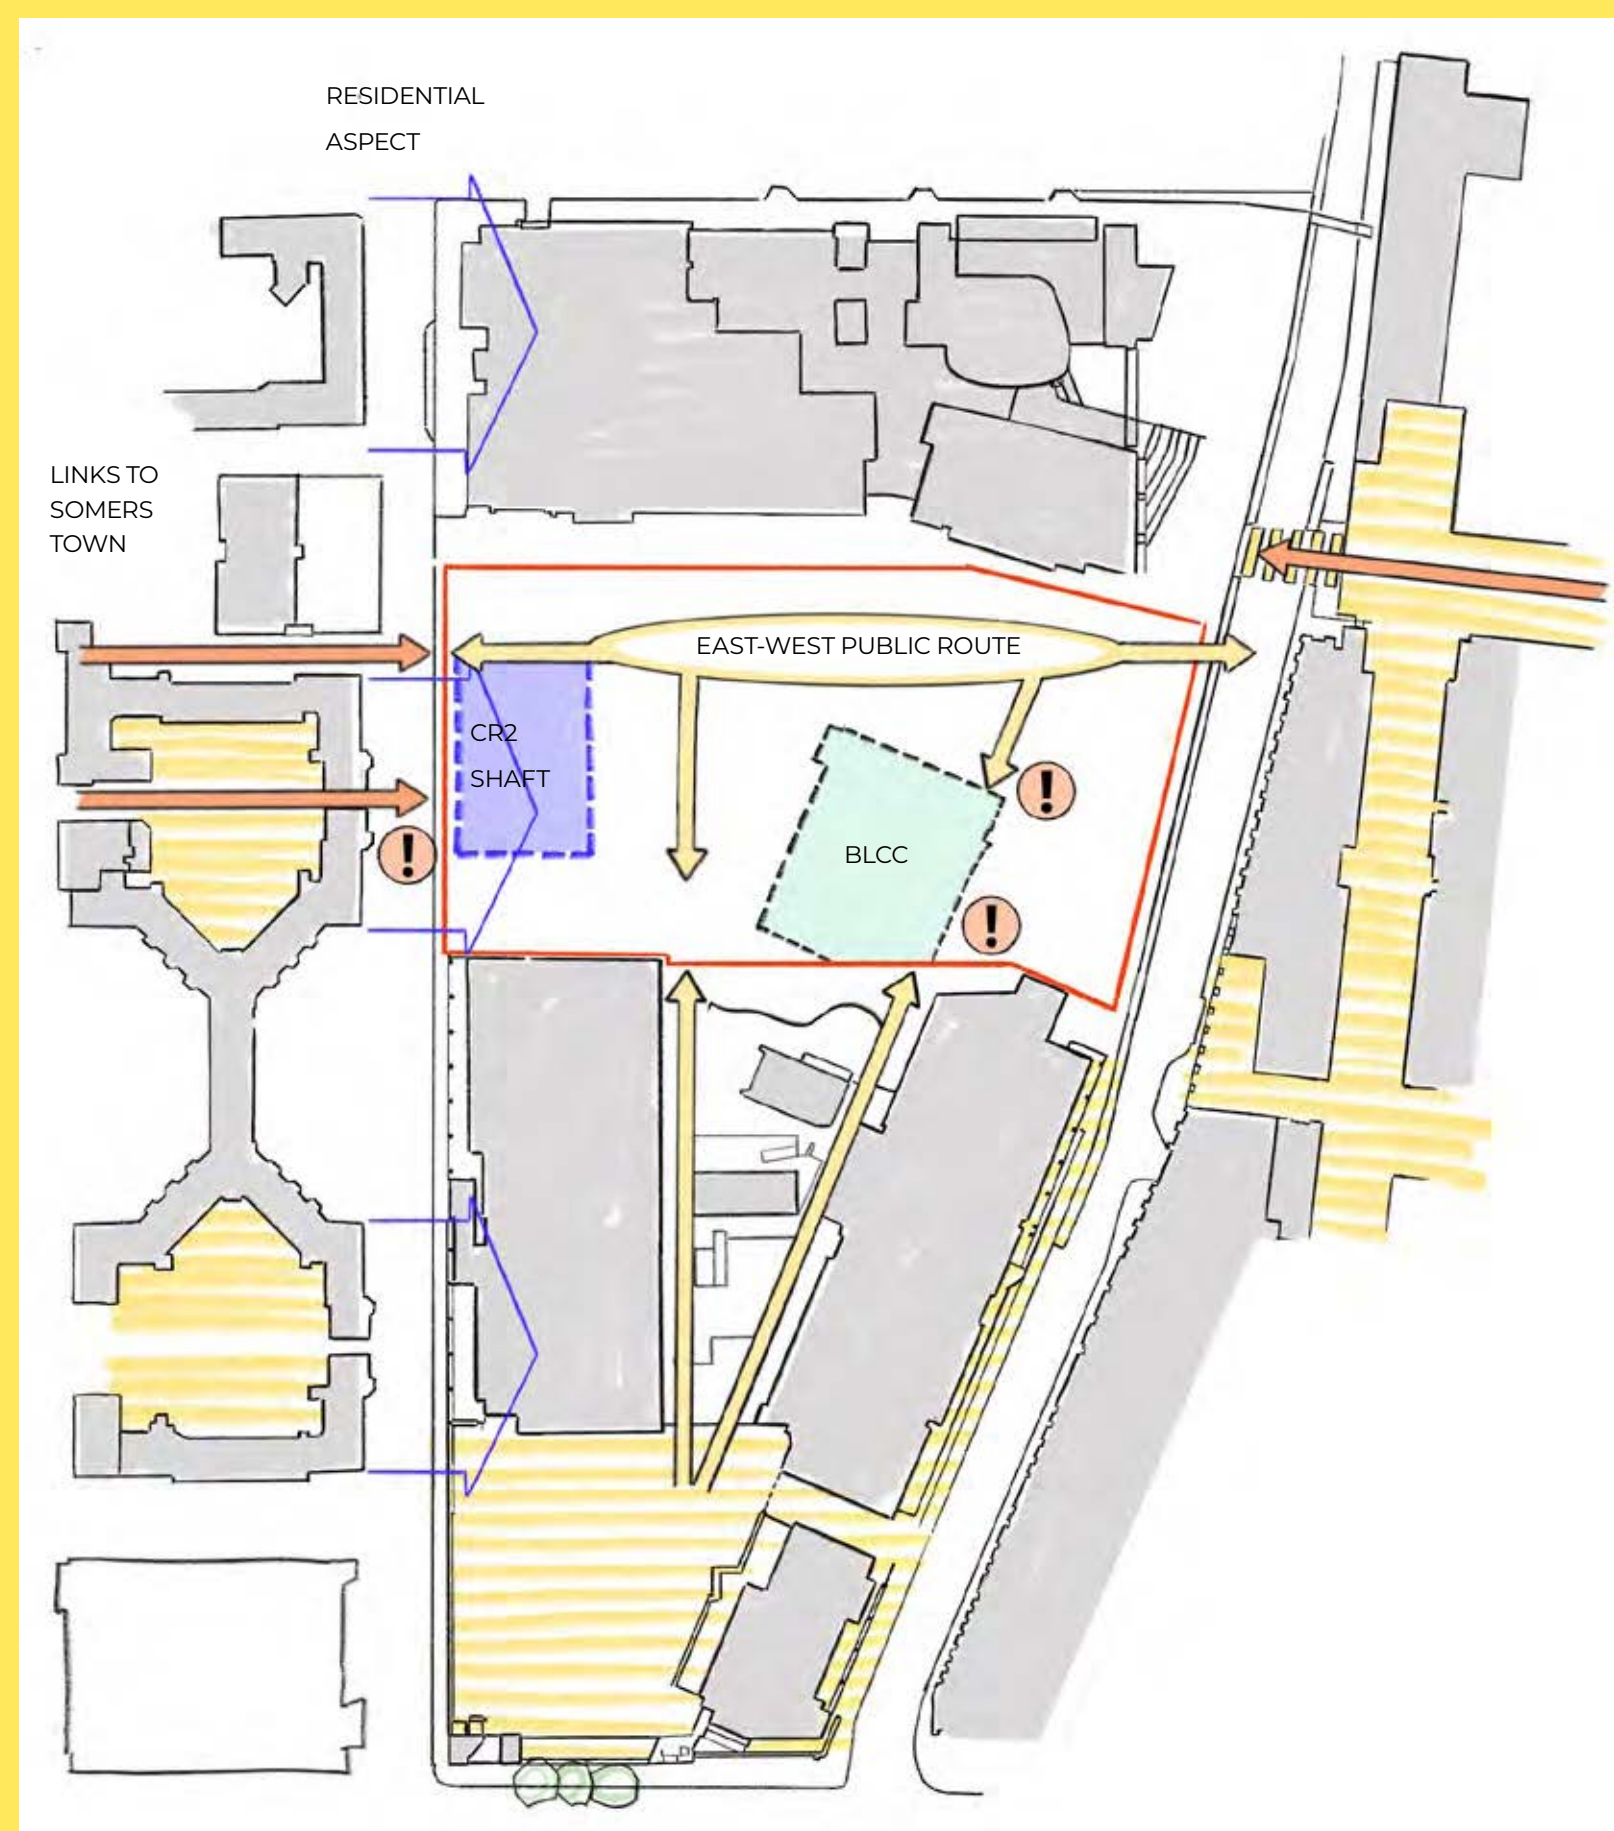 RESIDENTIAL
ASPECT
LINKS TO
SOMERS
TOWN
EAST-WEST PUBLIC ROUTE
CR2
SHAFT
!
BLCC
!
!